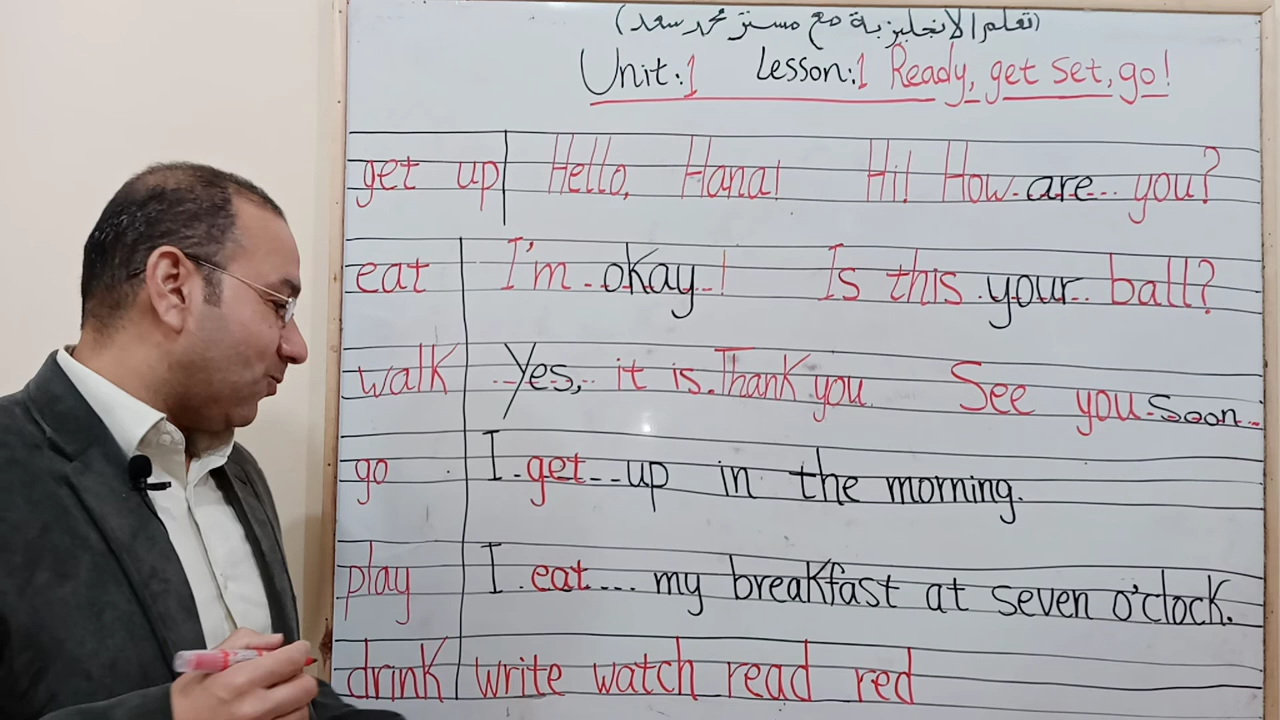 (تعلم الانجليزية مع مستر محمد سعد)
Unit:1 Lesson:1 Ready, get set, go!
get up Hello, Hana! Hi! How..are.. you?
eat I'm..okay..! Is this .your.. ball?
walk ..Yes,.. it is. Thank you. See you.Soon...
go I .get.. up in the morning.
play I .eat... my breakfast at seven o'clock.
drink write watch read red